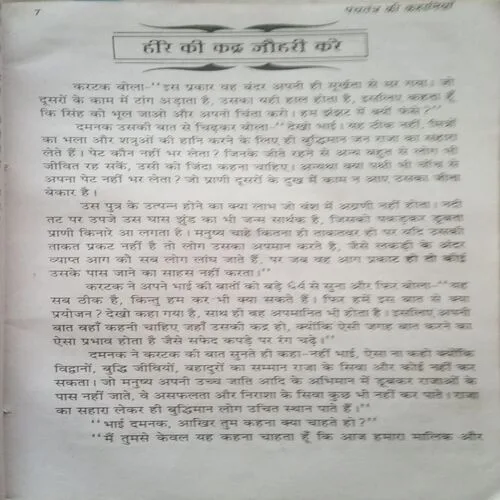 7 पंचतंत्र की कहानियां
हीरे की कद्र जौहरी करे
करटक बोला-“इस प्रकार वह बंदर अपनी ही मूर्खता से मर गया। जो
दूसरों के काम में टांग अड़ाता है, उसका यही हाल होता है, इसलिए कहता हूँ
कि सिंह को भूल जाओ और अपनी चिंता करो। हम झंझट में क्यों फंसे?”
दमनक उसकी बात से चिढ़कर बोला-“देखो भाई। यह ठीक नहीं, मित्रों
का भला और शत्रुओं की हानि करने के लिए ही बुद्धिमान जन राजा का सहारा
लेते हैं। पेट कौन नहीं भर लेता? जिनके जीते रहने से अन्य बहुत से लोग भी
जीवित रह सकें, उसी को जिंदा कहना चाहिए। अन्यथा क्या पक्षी भी चोंच से
अपना पेट नहीं भर लेता? जो प्राणी दूसरों के दुख में काम न आए उसका जीता
बेकार है।
उस पुत्र के उत्पन्न होने का क्या लाभ जो वंश में अग्रणी नहीं होता। नदी
तट पर उपजे उस घास झुंड का भी जन्म सार्थक है, जिसको पकड़कर डूबता
प्राणी किनारे आ लगता है। मनुष्य चाहे कितना ही ताकतवर हो पर यदि उसकी
ताकत प्रकट नहीं है तो लोग उसका अपमान करते है, जैसे लकड़ी के अंदर
व्याप्त आग को सब लोग लांघ जाते हैं, पर जब वह आग प्रकट हो तो कोई
उसके पास जाने का साहस नहीं करता।”
करटक ने अपने भाई की बातों को बड़े 64 से सुना और फिर बोला-“यह
सब ठीक है, किन्तु हम कर भी क्या सकते हैं। फिर हमें इस बात से क्या
प्रयोजन? देखो कहा गया है, साथ ही वह अपमानित भी होता है। इसलिए अपनी
बात वहाँ कहनी चाहिए जहाँ उसकी कद्र हो, क्योंकि ऐसी जगह बात करने का
ऐसा प्रभाव होता है जैसे सफेद कपड़े पर रंग चढ़े।”
दमनक ने करटक की बात सुनते ही कहा-नहीं भाई, ऐसा ना कहो क्योंकि
विद्वानों, बुद्धि जीवियों, बहादुरों का सम्मान राजा के सिवा और कोई नहीं कर
सकता। जो मनुष्य अपनी उच्च जाति आदि के अभिमान में डूबकर राजाओं के
पास नहीं जाते, वे असफलता और निराशा के सिवा कुछ भी नहीं कर पाते। राजा
का सहारा लेकर ही बुद्धिमान लोग उचित स्थान पाते हैं।”
“भाई दमनक, आखिर तुम कहना क्या चाहते हो?”
“मैं तुमसे केवल यह कहना चाहता हूँ कि आज हमारा मालिक और